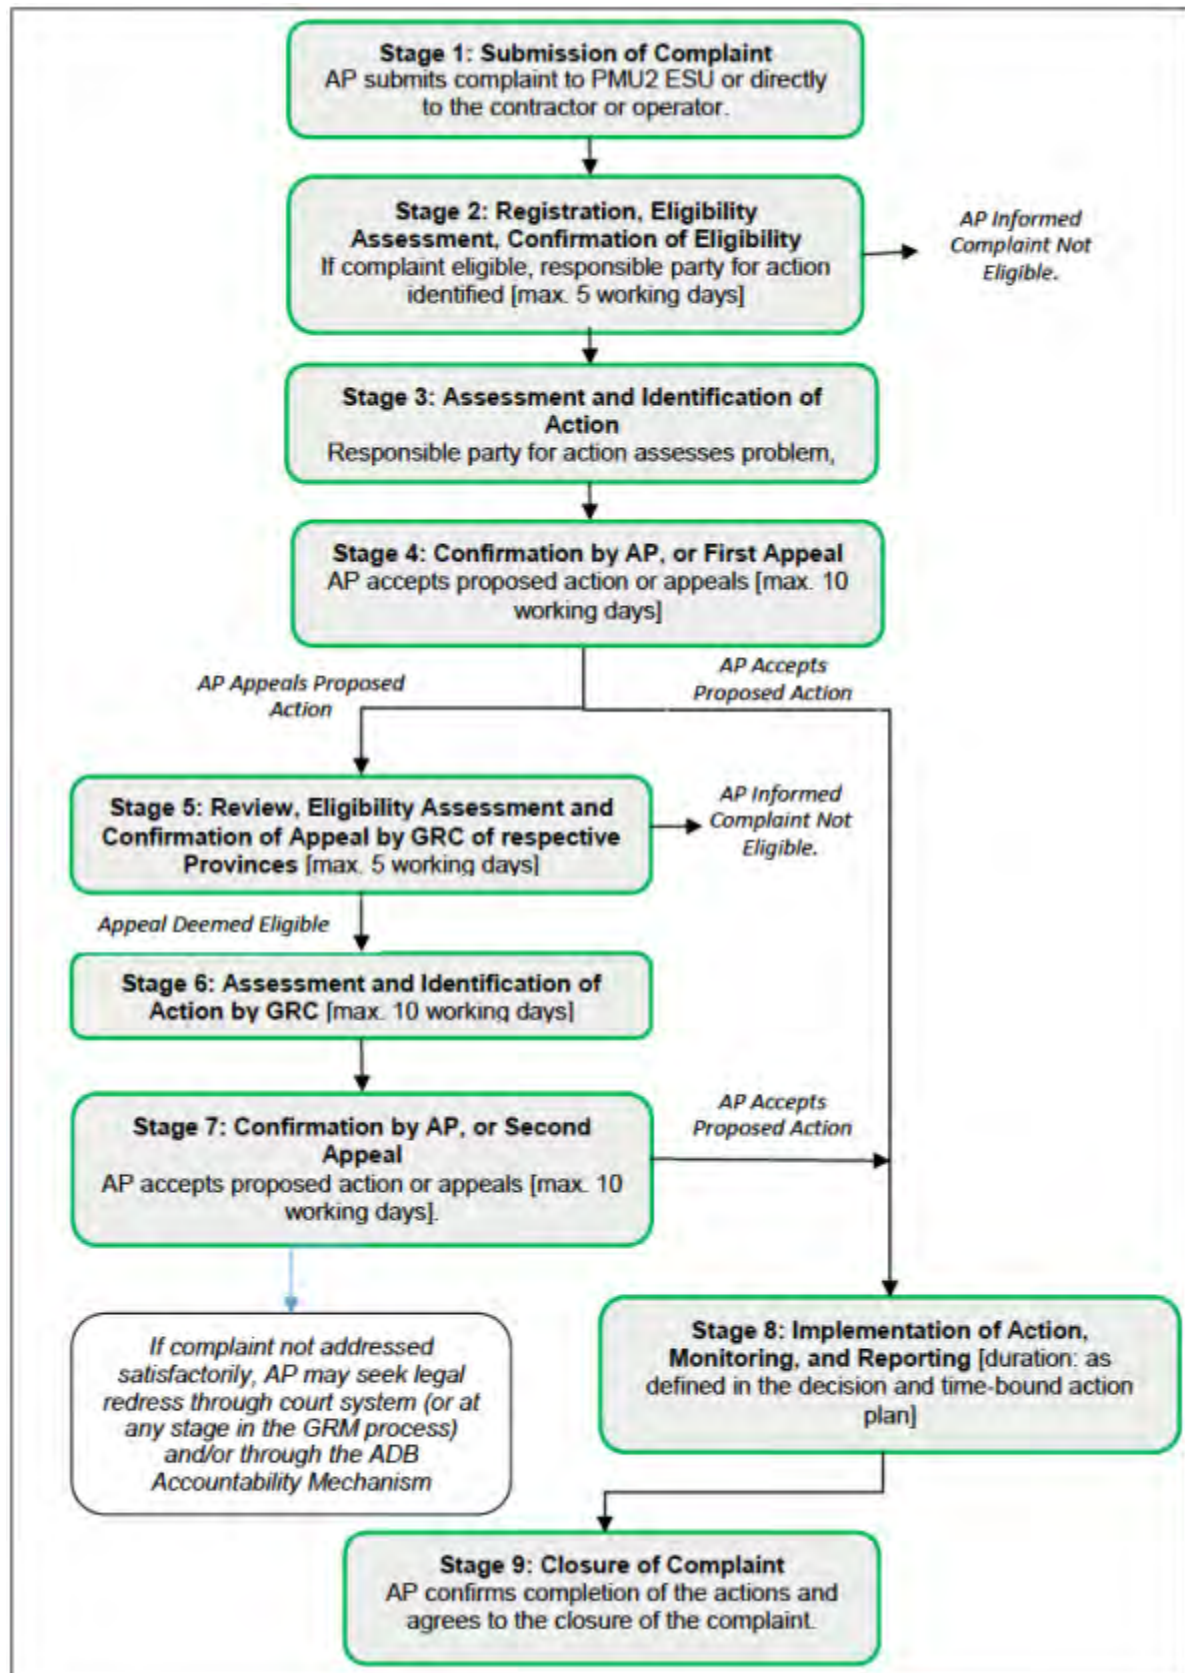 Stage 1: Submission of Complaint
AP submits complaint to PMU2 ESU or directly
to the contractor or operator.
Stage 2: Registration, Eligibility
Assessment, Confirmation of Eligibility
If complaint eligible, responsible party for action
identified [max. 5 working days]
AP Informed
Complaint Not
Eligible.
Stage 3: Assessment and Identification of
Action
Responsible party for action assesses problem,
Stage 4: Confirmation by AP, or First Appeal
AP accepts proposed action or appeals [max. 10
working days]
AP Appeals Proposed
Action
AP Accepts
Proposed Action
Stage 5: Review, Eligibility Assessment and
Confirmation of Appeal by GRC of respective
Provinces [max. 5 working days]
AP Informed
Complaint Not
Eligible.
Appeal Deemed Eligible
Stage 6: Assessment and Identification of
Action by GRC [max. 10 working days]
Stage 7: Confirmation by AP, or Second
Appeal
AP accepts proposed action or appeals [max. 10
working days].
AP Accepts
Proposed Action
If complaint not addressed
satisfactorily, AP may seek legal
redress through court system (or at
any stage in the GRM process)
and/or through the ADB
Accountability Mechanism
Stage 8: Implementation of Action,
Monitoring, and Reporting [duration: as
defined in the decision and time-bound action
plan]
Stage 9: Closure of Complaint
AP confirms completion of the actions and
agrees to the closure of the complaint.